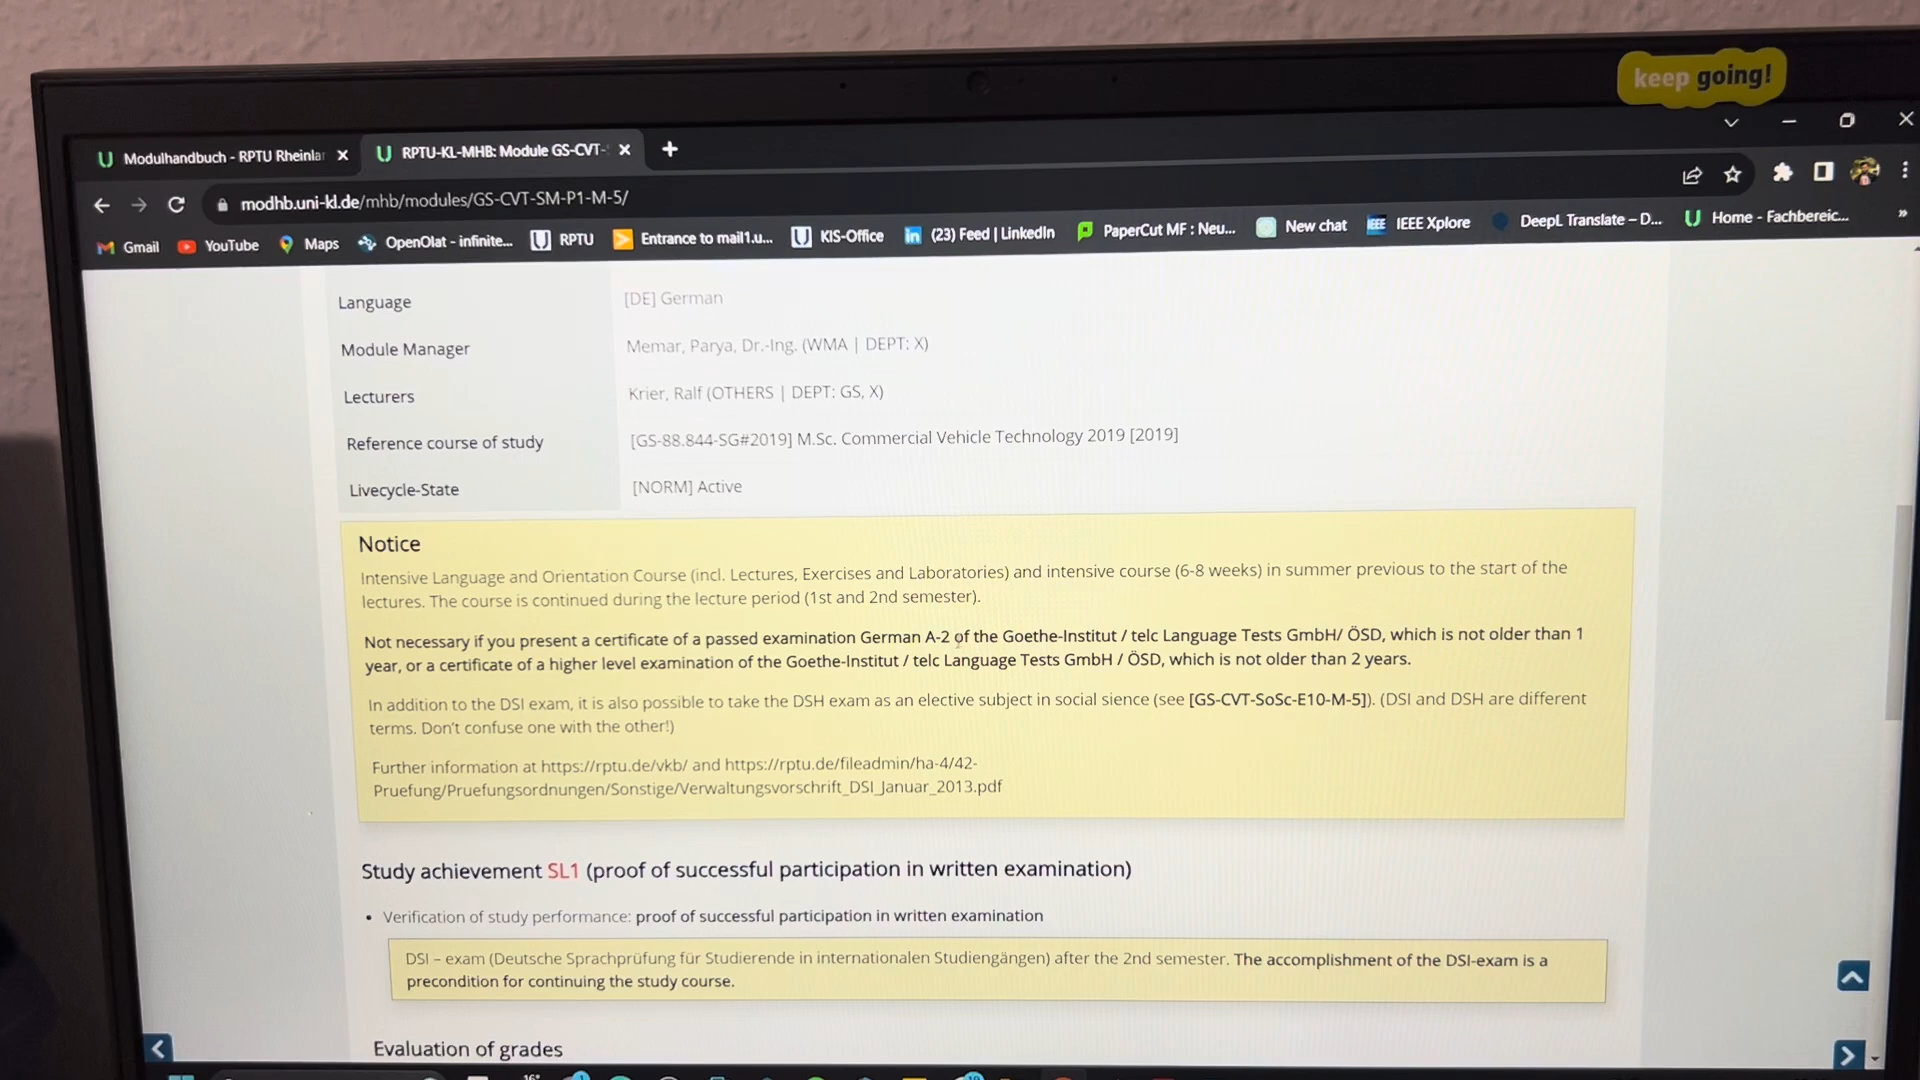 keep going!
Modulhandbuch - RPTU Rheinlar
RPTU-KL-MHB: Module GS-CVT-
modhb.uni-kl.de/mhb/modules/GS-CVT-SM-P1-M-5/
Gmail YouTube Maps OpenOlat - infinite... RPTU Entrance to mail1.u... KIS-Office (23) Feed | LinkedIn PaperCut MF : Neu... New chat IEEE IEEE Xplore DeepL Translate – D... Home - Fachbereic... »
Language [DE] German
Module Manager Memar, Parya, Dr.-Ing. (WMA | DEPT: X)
Lecturers Krier, Ralf (OTHERS | DEPT: GS, X)
Reference course of study [GS-88.844-SG#2019] M.Sc. Commercial Vehicle Technology 2019 [2019]
Livecycle-State [NORM] Active
Notice
Intensive Language and Orientation Course (incl. Lectures, Exercises and Laboratories) and intensive course (6-8 weeks) in summer previous to the start of the
lectures. The course is continued during the lecture period (1st and 2nd semester).
Not necessary if you present a certificate of a passed examination German A-2 of the Goethe-Institut / telc Language Tests GmbH/ ÖSD, which is not older than 1
year, or a certificate of a higher level examination of the Goethe-Institut / telc Language Tests GmbH / ÖSD, which is not older than 2 years.
In addition to the DSI exam, it is also possible to take the DSH exam as an elective subject in social sience (see [GS-CVT-SoSc-E10-M-5]). (DSI and DSH are different
terms. Don't confuse one with the other!)
Further information at https://rptu.de/vkb/ and https://rptu.de/fileadmin/ha-4/42-
Pruefung/Pruefungsordnungen/Sonstige/Verwaltungsvorschrift_DSI_Januar_2013.pdf
Study achievement SL1 (proof of successful participation in written examination)
• Verification of study performance: proof of successful participation in written examination
DSI – exam (Deutsche Sprachprüfung für Studierende in internationalen Studiengängen) after the 2nd semester. The accomplishment of the DSI-exam is a
precondition for continuing the study course.
Evaluation of grades
16°